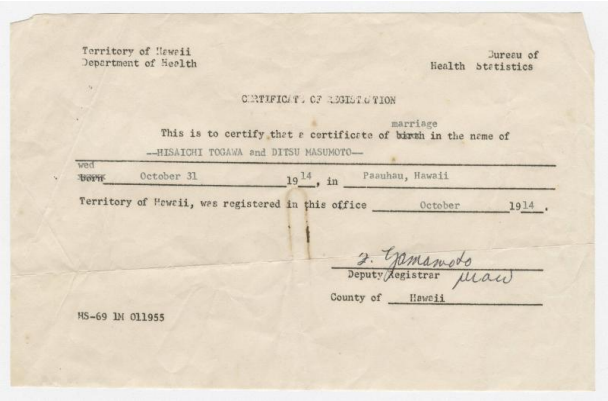 Territory of Hawaii
Department of Health
Bureau of
Health Statistics
CERTIFICATE OF REGISTRATION
marriage
This is to certify that a certificate of birth in the name of
--HISAICHI TOGAWA and DITSU MASUMOTO--
wed
born October 31 1914, in Paauhau, Hawaii
Territory of Hawaii, was registered in this office October 1914.
Yamamoto
Deputy Registrar
County of Hawaii
MS-69 1M 011955